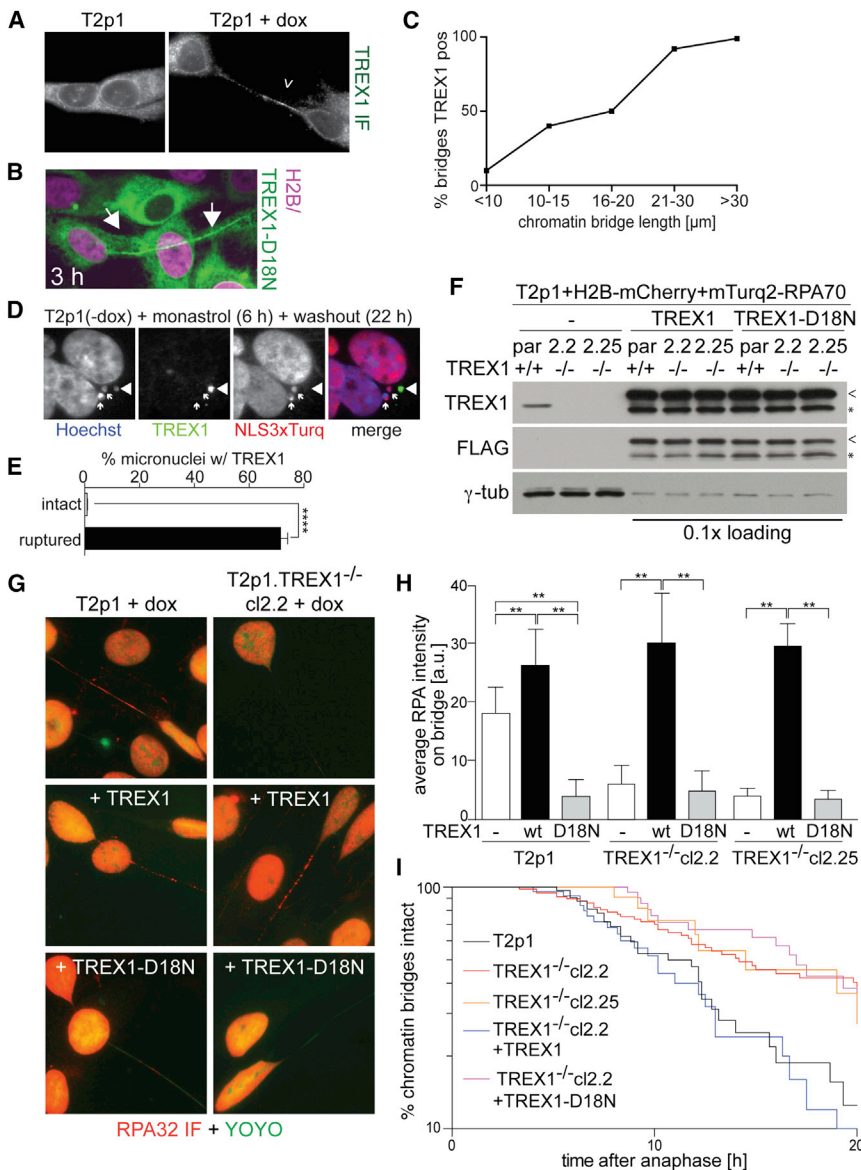 A
T2p1
T2p1 + dox
v
TREX1 IF
B
3 h
H2B/
TREX1-D18N
C
% bridges TREX1 pos
100
50
0
<10 10-15 16-20 21-30 >30
chromatin bridge length [µm]
D
T2p1(-dox) + monastrol (6 h) + washout (22 h)
Hoechst TREX1 NLS3xTurq merge
E
% micronuclei w/ TREX1
0 20 40 60 80
intact
ruptured
****
F
T2p1+H2B-mCherry+mTurq2-RPA70
- TREX1 TREX1-D18N
par 2.2 2.25 par 2.2 2.25 par 2.2 2.25
TREX1 +/+ -/- -/- +/+ -/- -/- +/+ -/- -/-
TREX1 <
*
FLAG <
*
γ-tub
0.1x loading
G
T2p1 + dox
T2p1.TREX1-/-
cl2.2 + dox
+ TREX1 + TREX1
+ TREX1-D18N + TREX1-D18N
RPA32 IF + YOYO
H
average RPA intensity
on bridge [a.u.]
40
30
20
10
0
** ** ** ** ** ** **
TREX1 - wt D18N - wt D18N - wt D18N
T2p1 TREX1-/-cl2.2 TREX1-/-cl2.25
I
% chromatin bridges intact
100
10
T2p1
TREX1-/-cl2.2
TREX1-/-cl2.25
TREX1-/-cl2.2
+TREX1
TREX1-/-cl2.2
+TREX1-D18N
0 10 20
time after anaphase [h]